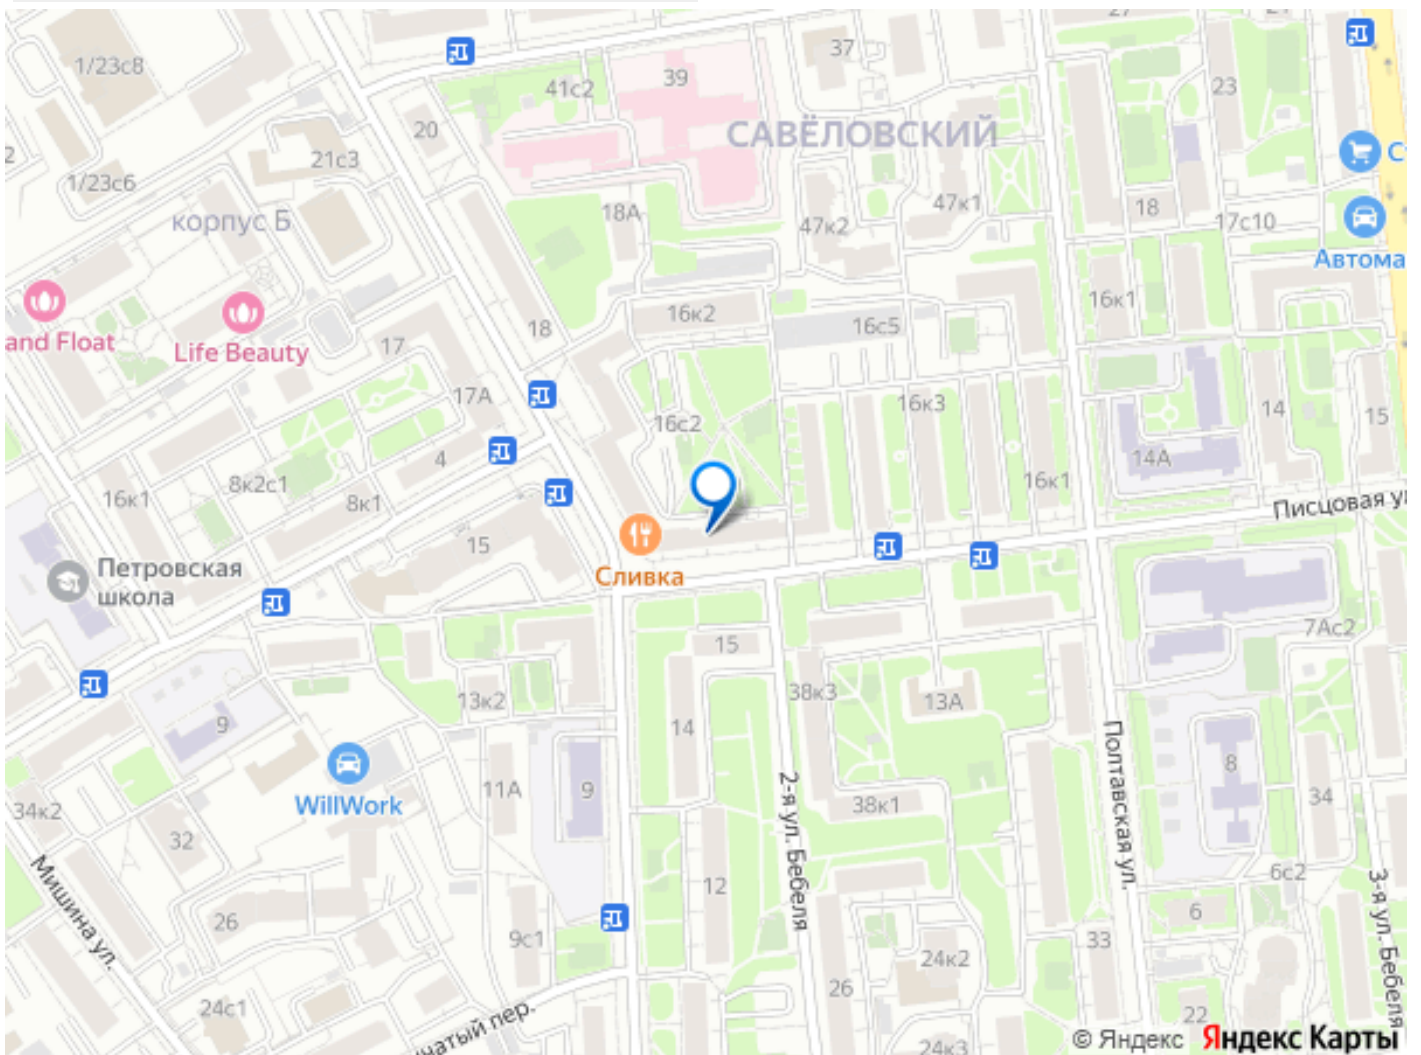 27
21
1/23с8
37
39
41с2
23
20
САВЁЛОВСКИЙ
21с3
1/23с6
18А
47к1
18
17с10
корпус Б
47к2
Автома
16к1
and Float
Life Beauty
17
18
16к2
16с5
17А
16с2
16к3
14
15
4
14А
8к2с1
8к1
16к1
16к1
Писцовая ул
15
Петровская
школа
Сливка
7Ас2
15
13к2
38к3
13А
9
14
Полтавская ул.
8
WillWork
11А
9
2-я ул. Бебеля
38к1
34
34к2
32
Мишина ул.
12
6с2
3-я ул. Бебеля
26
6
9с1
33
24к2
24с1
26
22
чатый пер.
24к3
© Яндекс Яндекс Карты